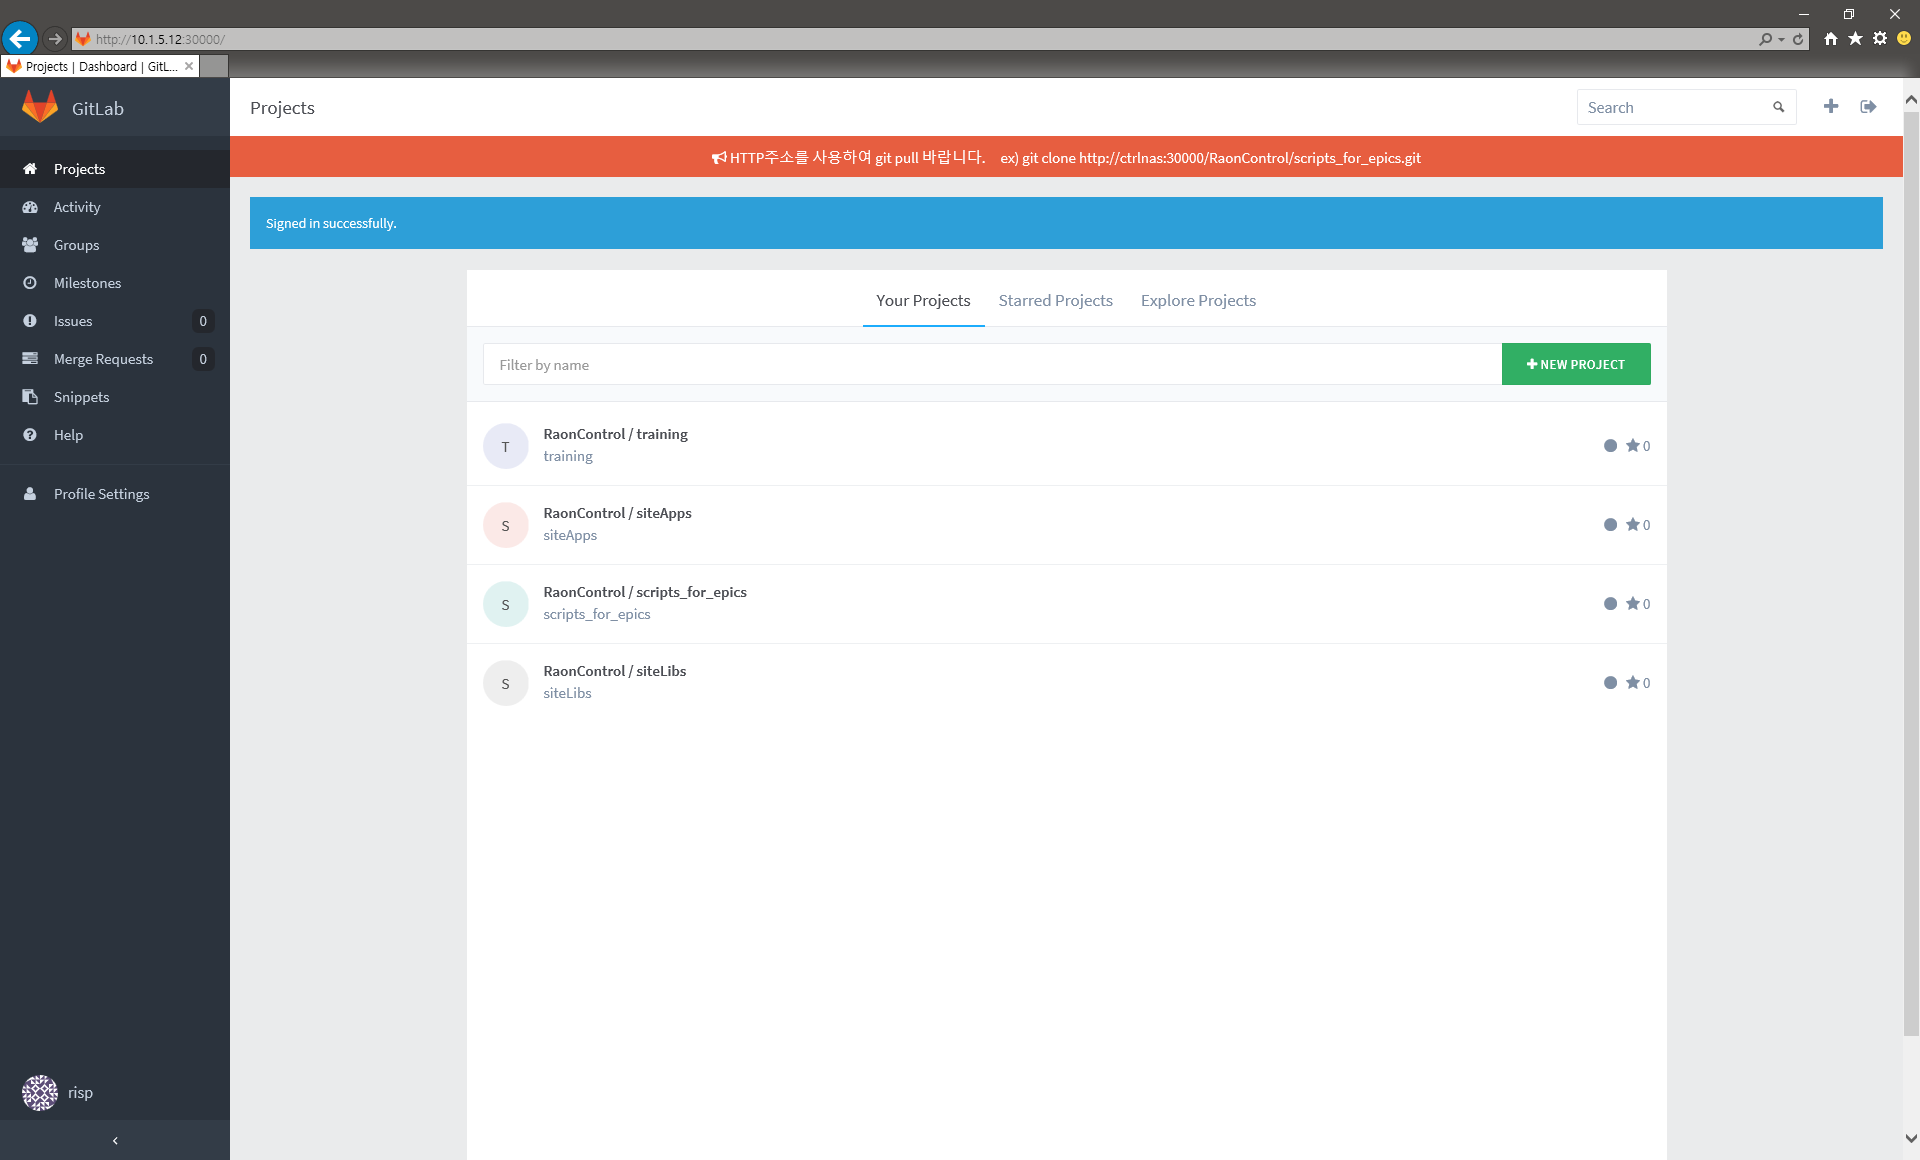 http://10.1.5.12:30000/
Projects | Dashboard | GitL...
GitLab
Projects
Search
HTTP주소를 사용하여 git pull 바랍니다. ex) git clone http://ctrlnas:30000/RaonControl/scripts_for_epics.git
Projects
Activity
Groups
Milestones
Issues 0
Merge Requests 0
Snippets
Help
Profile Settings
risp
Signed in successfully.
Your Projects Starred Projects Explore Projects
Filter by name
NEW PROJECT
T RaonControl / training
training
0
S RaonControl / siteApps
siteApps
0
S RaonControl / scripts_for_epics
scripts_for_epics
0
S RaonControl / siteLibs
siteLibs
0